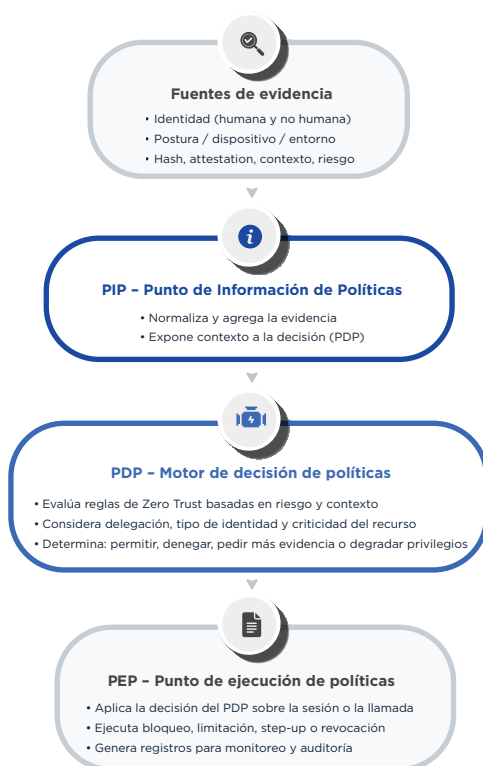 Fuentes de evidencia
• Identidad (humana y no humana)
• Postura / dispositivo / entorno
• Hash, attestation, contexto, riesgo
i
PIP – Punto de Información de Políticas
• Normaliza y agrega la evidencia
• Expone contexto a la decisión (PDP)
PDP – Motor de decisión de políticas
• Evalúa reglas de Zero Trust basadas en riesgo y contexto
• Considera delegación, tipo de identidad y criticidad del recurso
• Determina: permitir, denegar, pedir más evidencia o degradar privilegios
PEP – Punto de ejecución de políticas
• Aplica la decisión del PDP sobre la sesión o la llamada
• Ejecuta bloqueo, limitación, step-up o revocación
• Genera registros para monitoreo y auditoría